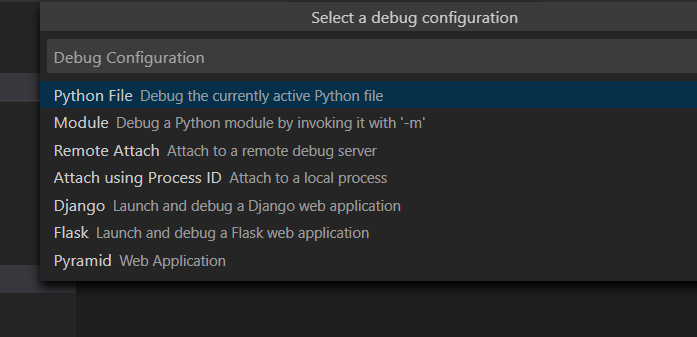 Select a debug configuration
Debug Configuration
Python File Debug the currently active Python file
Module Debug a Python module by invoking it with '-m'
Remote Attach Attach to a remote debug server
Attach using Process ID Attach to a local process
Django Launch and debug a Django web application
Flask Launch and debug a Flask web application
Pyramid Web Application